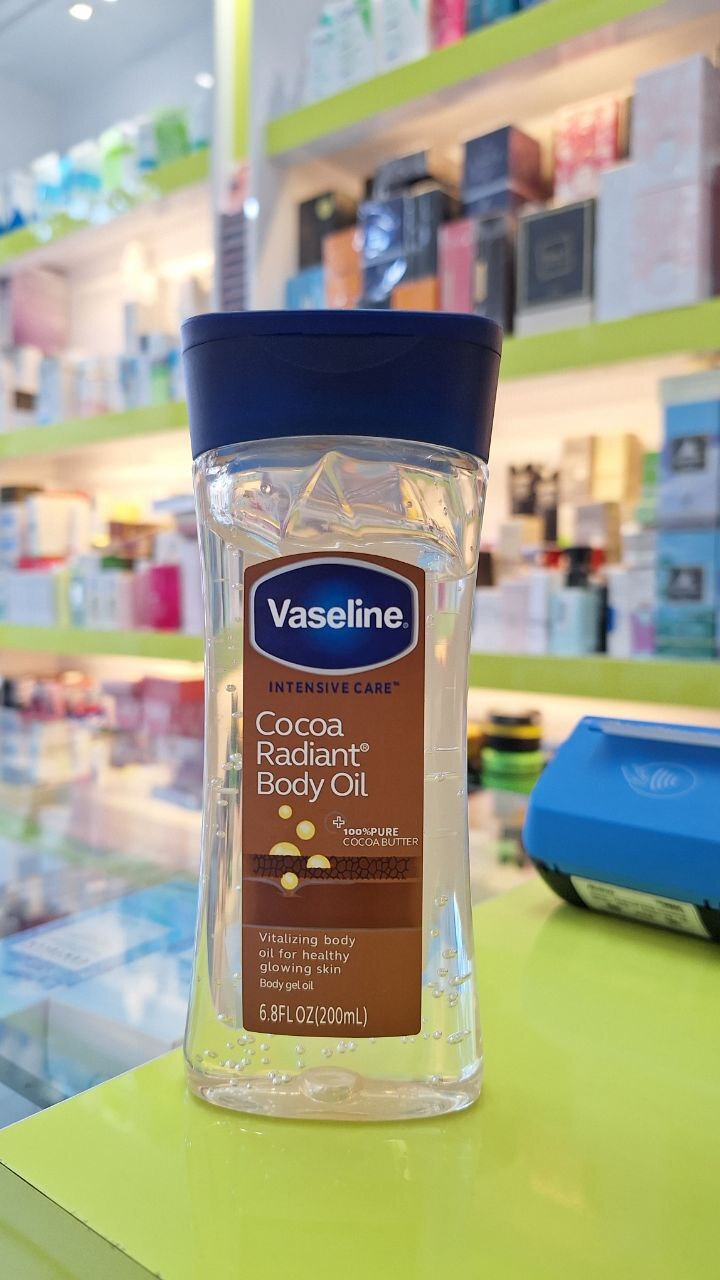 Vaseline®
INTENSIVE CARE™
Cocoa
Radiant®
Body Oil
100% PURE
COCOA BUTTER
Vitalizing body
oil for healthy
glowing skin
Body gel oil
6.8FL OZ(200mL)